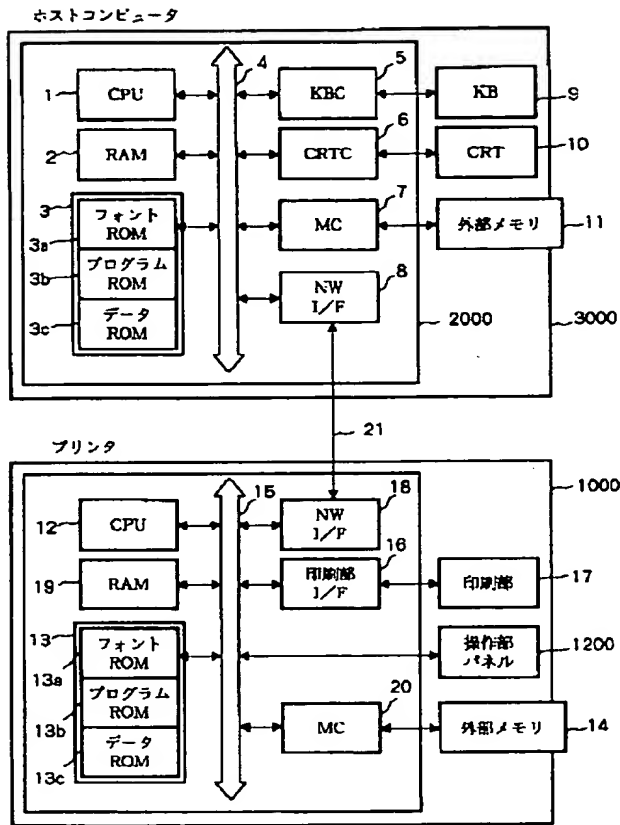 ホストコンピュータ
4
5
1
CPU
KBC
KB
9
6
2
RAM
CRTC
CRT
10
7
3
フォント
ROM
3a
MC
外部メモリ
11
プログラム
ROM
3b
8
NW
I/F
データ
ROM
3c
2000
3000
21
プリンタ
15
18
1000
12
CPU
NW
I/F
16
19
RAM
印刷部
I/F
印刷部
17
13
フォント
ROM
13a
操作部
パネル
1200
プログラム
ROM
13b
20
MC
外部メモリ
14
データ
ROM
13c